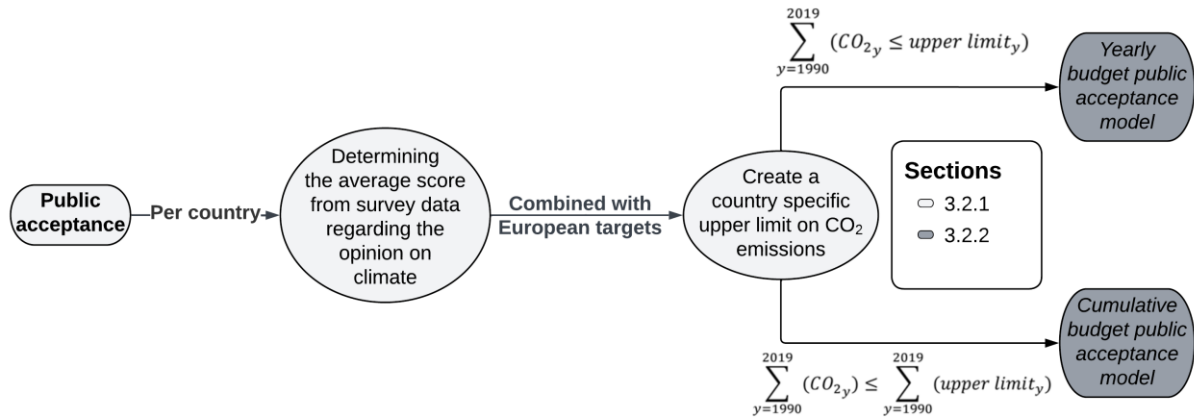 Public
acceptance
Per country
Determining
the average score
from survey data
regarding the
opinion on
climate
Combined with
European targets
Create a
country specific
upper limit on CO₂
emissions
2019
∑ (CO₂y ≤ upper limit_y)
y=1990
Yearly
budget public
acceptance
model
Sections
3.2.1
3.2.2
2019 2019
∑ (CO₂y) ≤ ∑ (upper limit_y)
y=1990 y=1990
Cumulative
budget public
acceptance
model